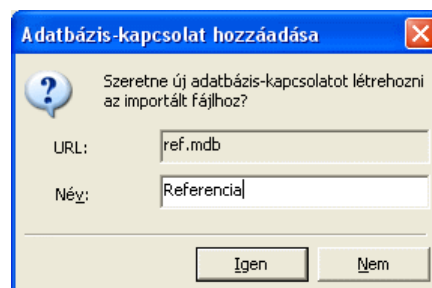 Adatbázis-kapcsolat hozzáadása
Szeretne új adatbázis-kapcsolatot létrehozni
az importált fájlhoz?
URL: ref.mdb
Név: Referencia
Igen Nem